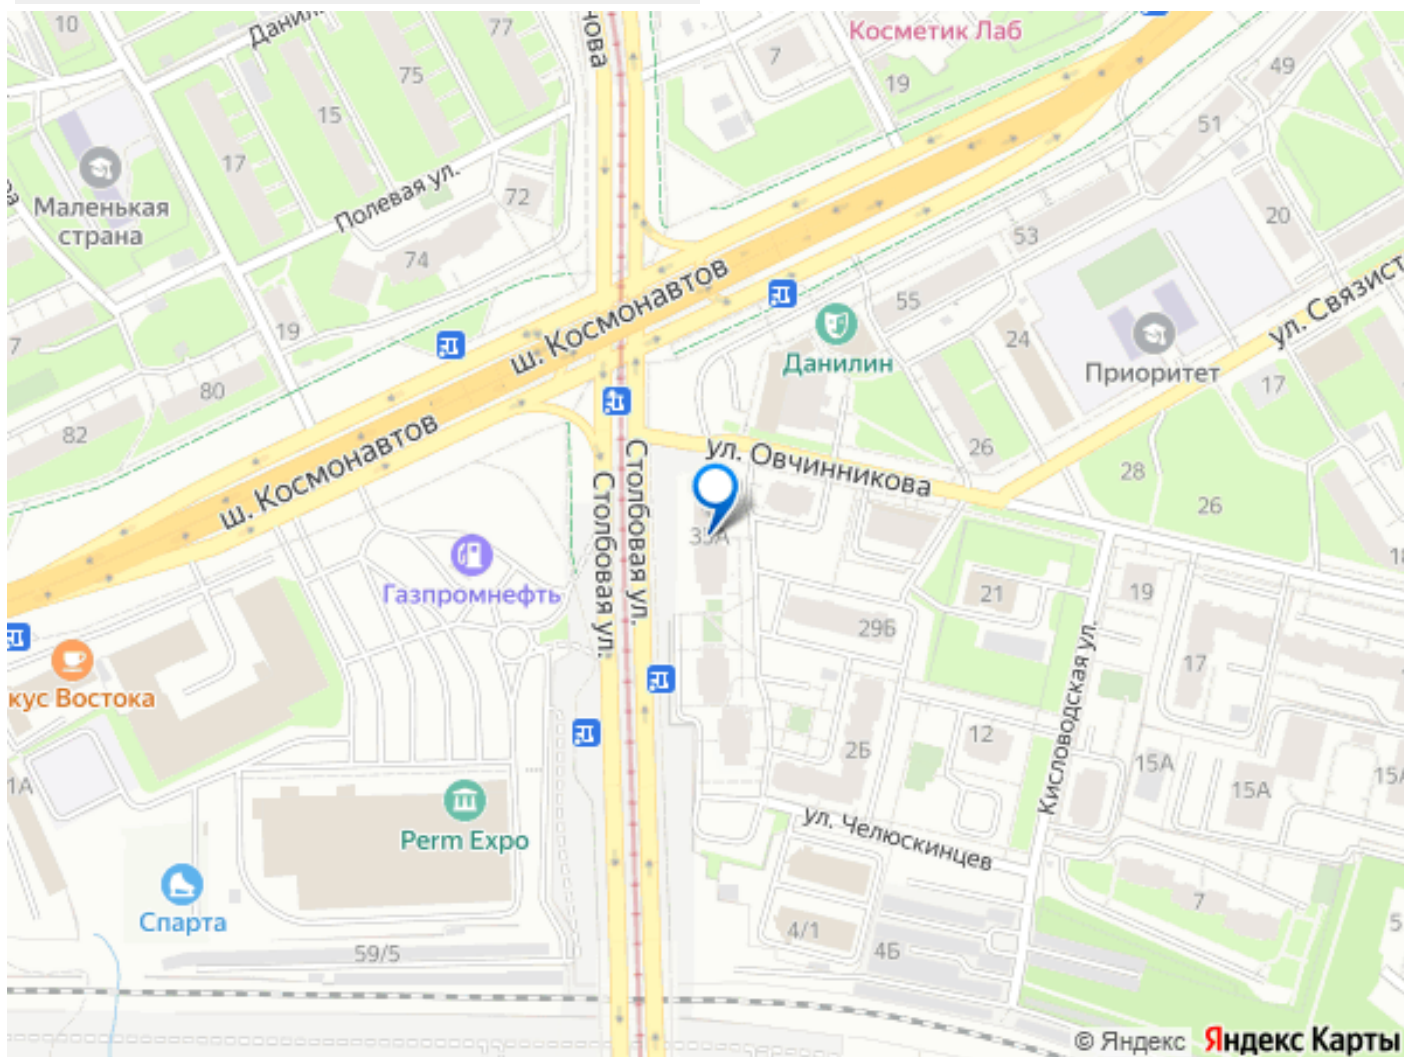 10
Данил
нова
77
75
15
17
7
Косметик Лаб
19
49
51
Маленькая
страна
Полевая ул.
72
74
20
53
ш. Космонавтов
55
24
ул. Связист
19
7
80
82
Данилин
Приоритет
17
ш. Космонавтов
ул. Овчинникова
26
28
26
Столбовая ул.
Столбовая ул.
35А
Газпромнефть
21
19
18
29Б
Кисловодская ул.
17
кус Востока
12
2Б
15А
15А
15А
1А
Perm Expo
ул. Челюскинцев
Спарта
7
5
4/1
4Б
59/5
© Яндекс Яндекс Карты